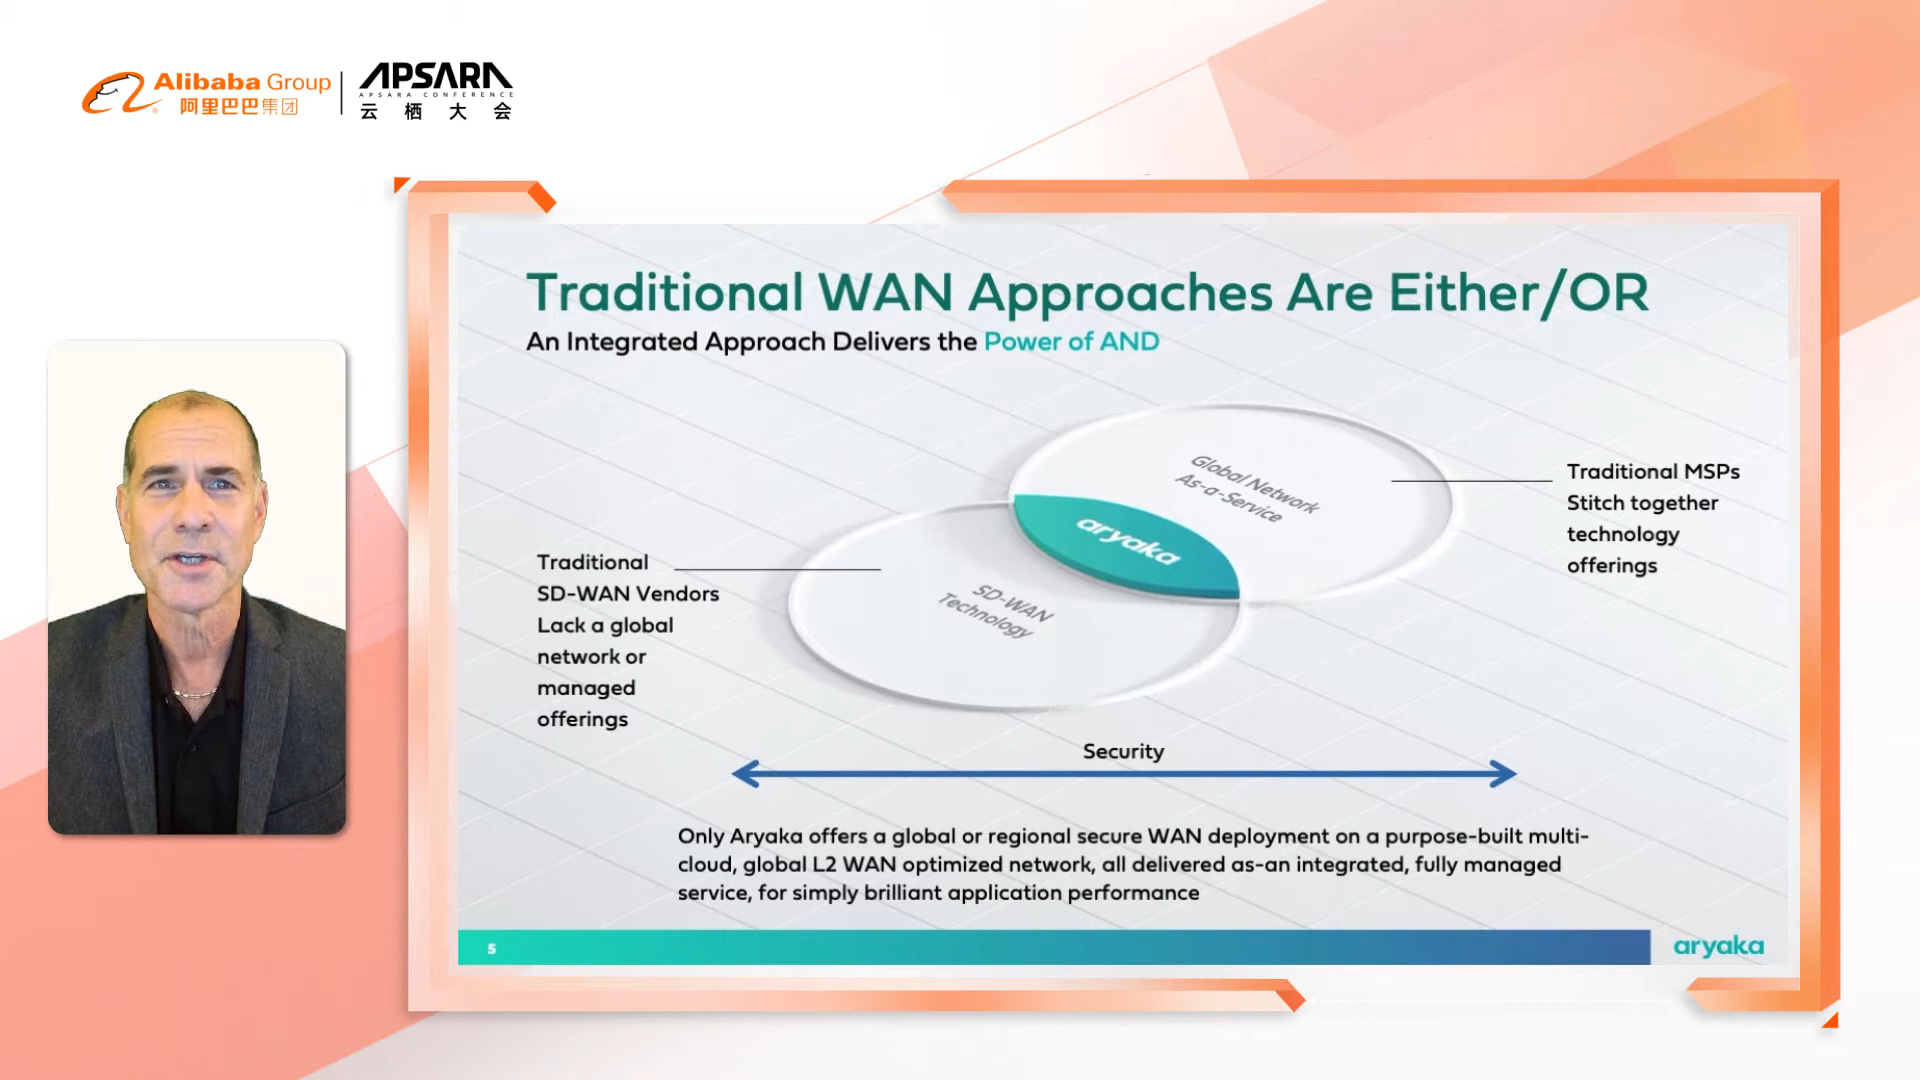 Alibaba Group
阿里巴巴集团
APSARA
APSARA CONFERENCE
云栖大会
Traditional WAN Approaches Are Either/OR
An Integrated Approach Delivers the Power of AND
Global Network
As-a-Service
aryaka
SD-WAN
Technology
Traditional MSPs
Stitch together
technology
offerings
Traditional
SD-WAN Vendors
Lack a global
network or
managed
offerings
Security
Only Aryaka offers a global or regional secure WAN deployment on a purpose-built multi-
cloud, global L2 WAN optimized network, all delivered as-an integrated, fully managed
service, for simply brilliant application performance
5
aryaka